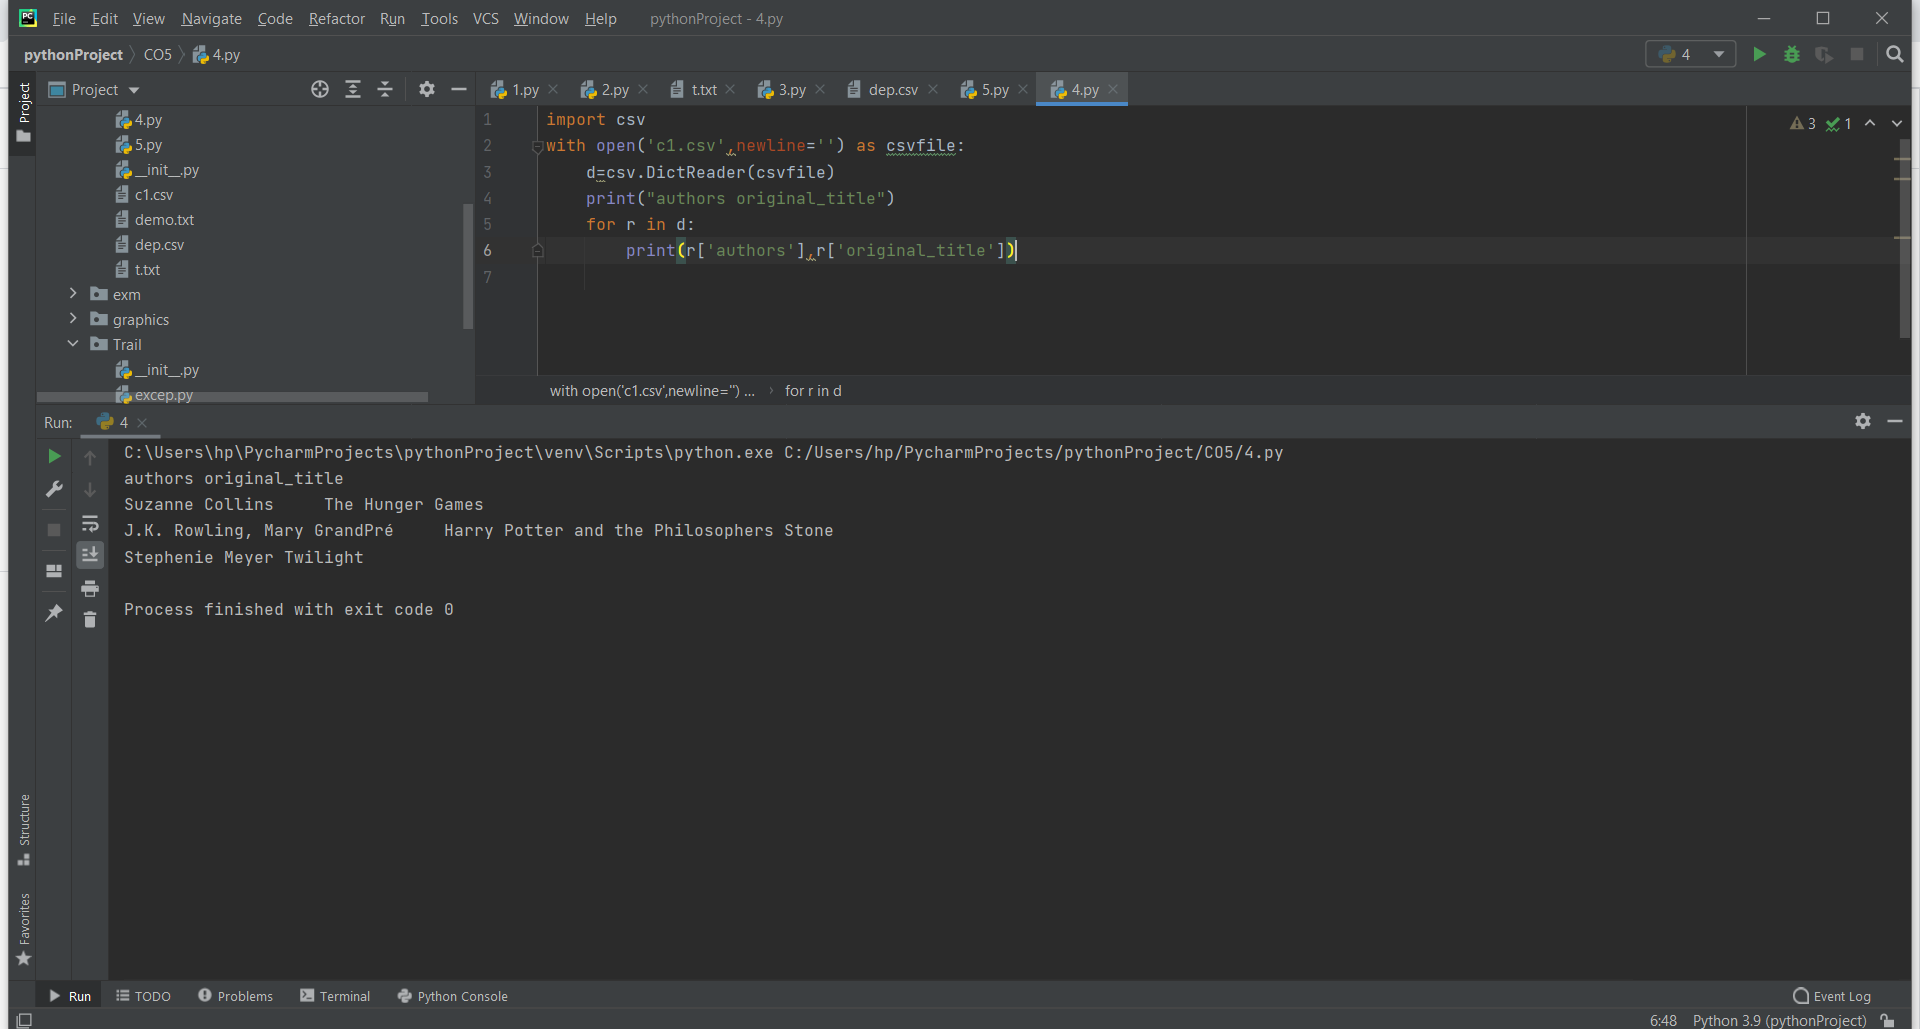 File Edit View Navigate Code Refactor Run Tools VCS Window Help pythonProject - 4.py
pythonProject CO5 4.py
4
Project
Project
1.py 2.py t.txt 3.py dep.csv 5.py 4.py
4.py
5.py
__init__.py
c1.csv
demo.txt
dep.csv
t.txt
exm
graphics
Trail
__init__.py
excep.py
3 1
1 import csv
2 with open('c1.csv',newline='') as csvfile:
3 d=csv.DictReader(csvfile)
4 print("authors original_title")
5 for r in d:
6 print(r['authors'],r['original_title'])
7
with open('c1.csv',newline='') ... for r in d
Run: 4
C:\Users\hp\PycharmProjects\pythonProject\venv\Scripts\python.exe C:/Users/hp/PycharmProjects/pythonProject/CO5/4.py
authors original_title
Suzanne Collins The Hunger Games
J.K. Rowling, Mary GrandPré Harry Potter and the Philosophers Stone
Stephenie Meyer Twilight
Process finished with exit code 0
Structure
Favorites
Run TODO Problems Terminal Python Console Event Log
6:48 Python 3.9 (pythonProject)